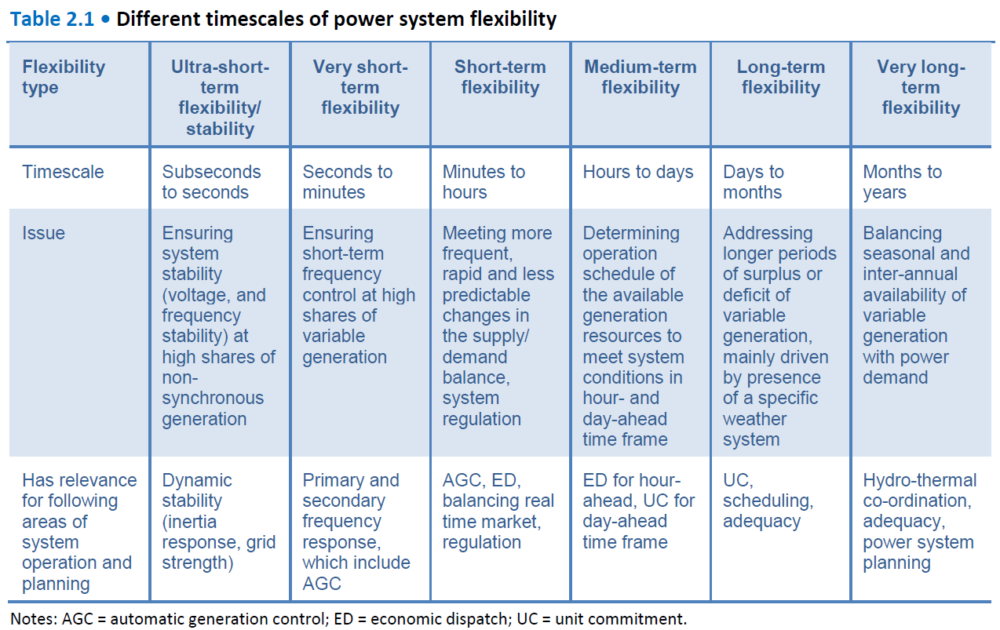 Table 2.1 • Different timescales of power system flexibility
Flexibility
type
Ultra-short-
term
flexibility/
stability
Very short-
term
flexibility
Short-term
flexibility
Medium-term
flexibility
Long-term
flexibility
Very long-
term
flexibility
Timescale
Subseconds
to seconds
Seconds to
minutes
Minutes to
hours
Hours to days
Days to
months
Months to
years
Issue
Ensuring
system
stability
(voltage, and
frequency
stability) at
high shares of
non-
synchronous
generation
Ensuring
short-term
frequency
control at high
shares of
variable
generation
Meeting more
frequent,
rapid and less
predictable
changes in
the supply/
demand
balance,
system
regulation
Determining
operation
schedule of
the available
generation
resources to
meet system
conditions in
hour- and
day-ahead
time frame
Addressing
longer periods
of surplus or
deficit of
variable
generation,
mainly driven
by presence
of a specific
weather
system
Balancing
seasonal and
inter-annual
availability of
variable
generation
with power
demand
Has relevance
for following
areas of
system
operation and
planning
Dynamic
stability
(inertia
response, grid
strength)
Primary and
secondary
frequency
response,
which include
AGC
AGC, ED,
balancing real
time market,
regulation
ED for hour-
ahead, UC for
day-ahead
time frame
UC,
scheduling,
adequacy
Hydro-thermal
co-ordination,
adequacy,
power system
planning
Notes: AGC = automatic generation control; ED = economic dispatch; UC = unit commitment.